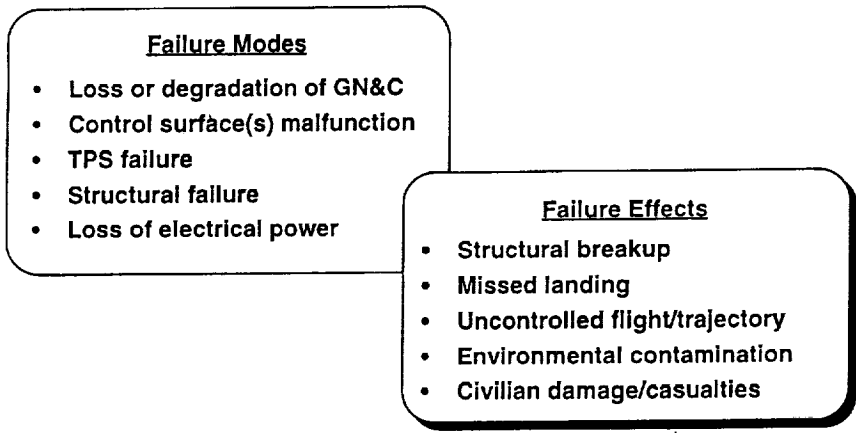 Failure Modes
• Loss or degradation of GN&C
• Control surface(s) malfunction
• TPS failure
• Structural failure
• Loss of electrical power
Failure Effects
• Structural breakup
• Missed landing
• Uncontrolled flight/trajectory
• Environmental contamination
• Civilian damage/casualties